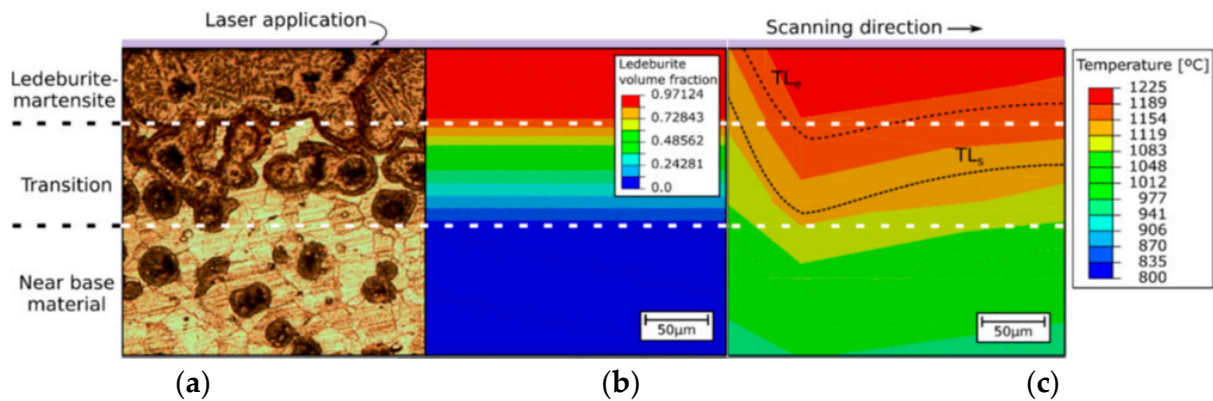 Laser application
Scanning direction
Ledeburite-
martensite
Transition
Near base
material
Ledeburite
volume fraction
0.97124
0.72843
0.48562
0.24281
0.0
50µm
TLe
TLs
50µm
Temperature [ºC]
1225
1189
1154
1119
1083
1048
1012
977
941
906
870
835
800
(a)
(b)
(c)